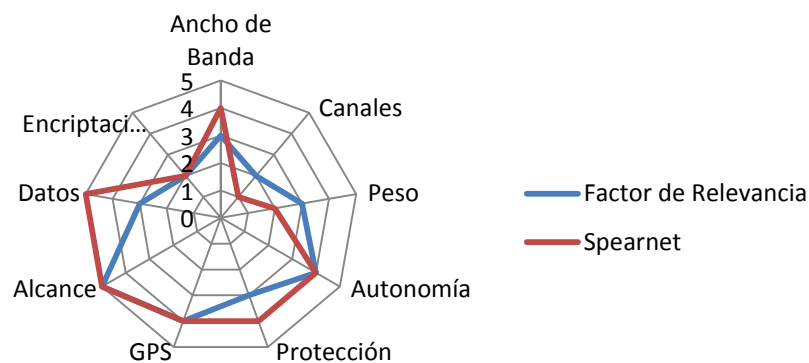 Ancho de
Banda
5
4
3
2
1
0
Canales
Peso
Autonomía
Protección
GPS
Alcance
Datos
Encriptaci...
Factor de Relevancia
Spearnet